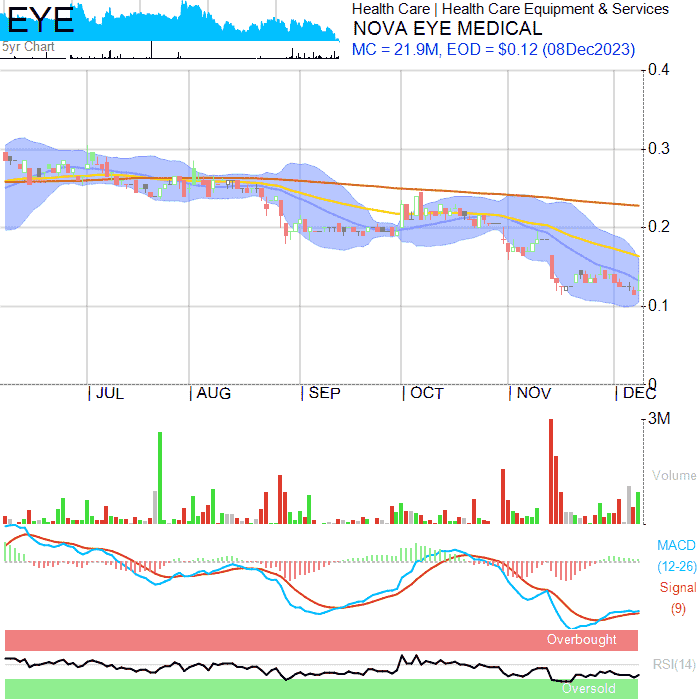 EYE
5yr Chart
Health Care | Health Care Equipment & Services
NOVA EYE MEDICAL
MC = 21.9M, EOD = $0.12 (08Dec2023)
0.4
0.3
0.2
0.1
0
JUL AUG SEP OCT NOV DEC
3M
Volume
MACD
(12-26)
Signal
(9)
Overbought
RSI(14)
Oversold